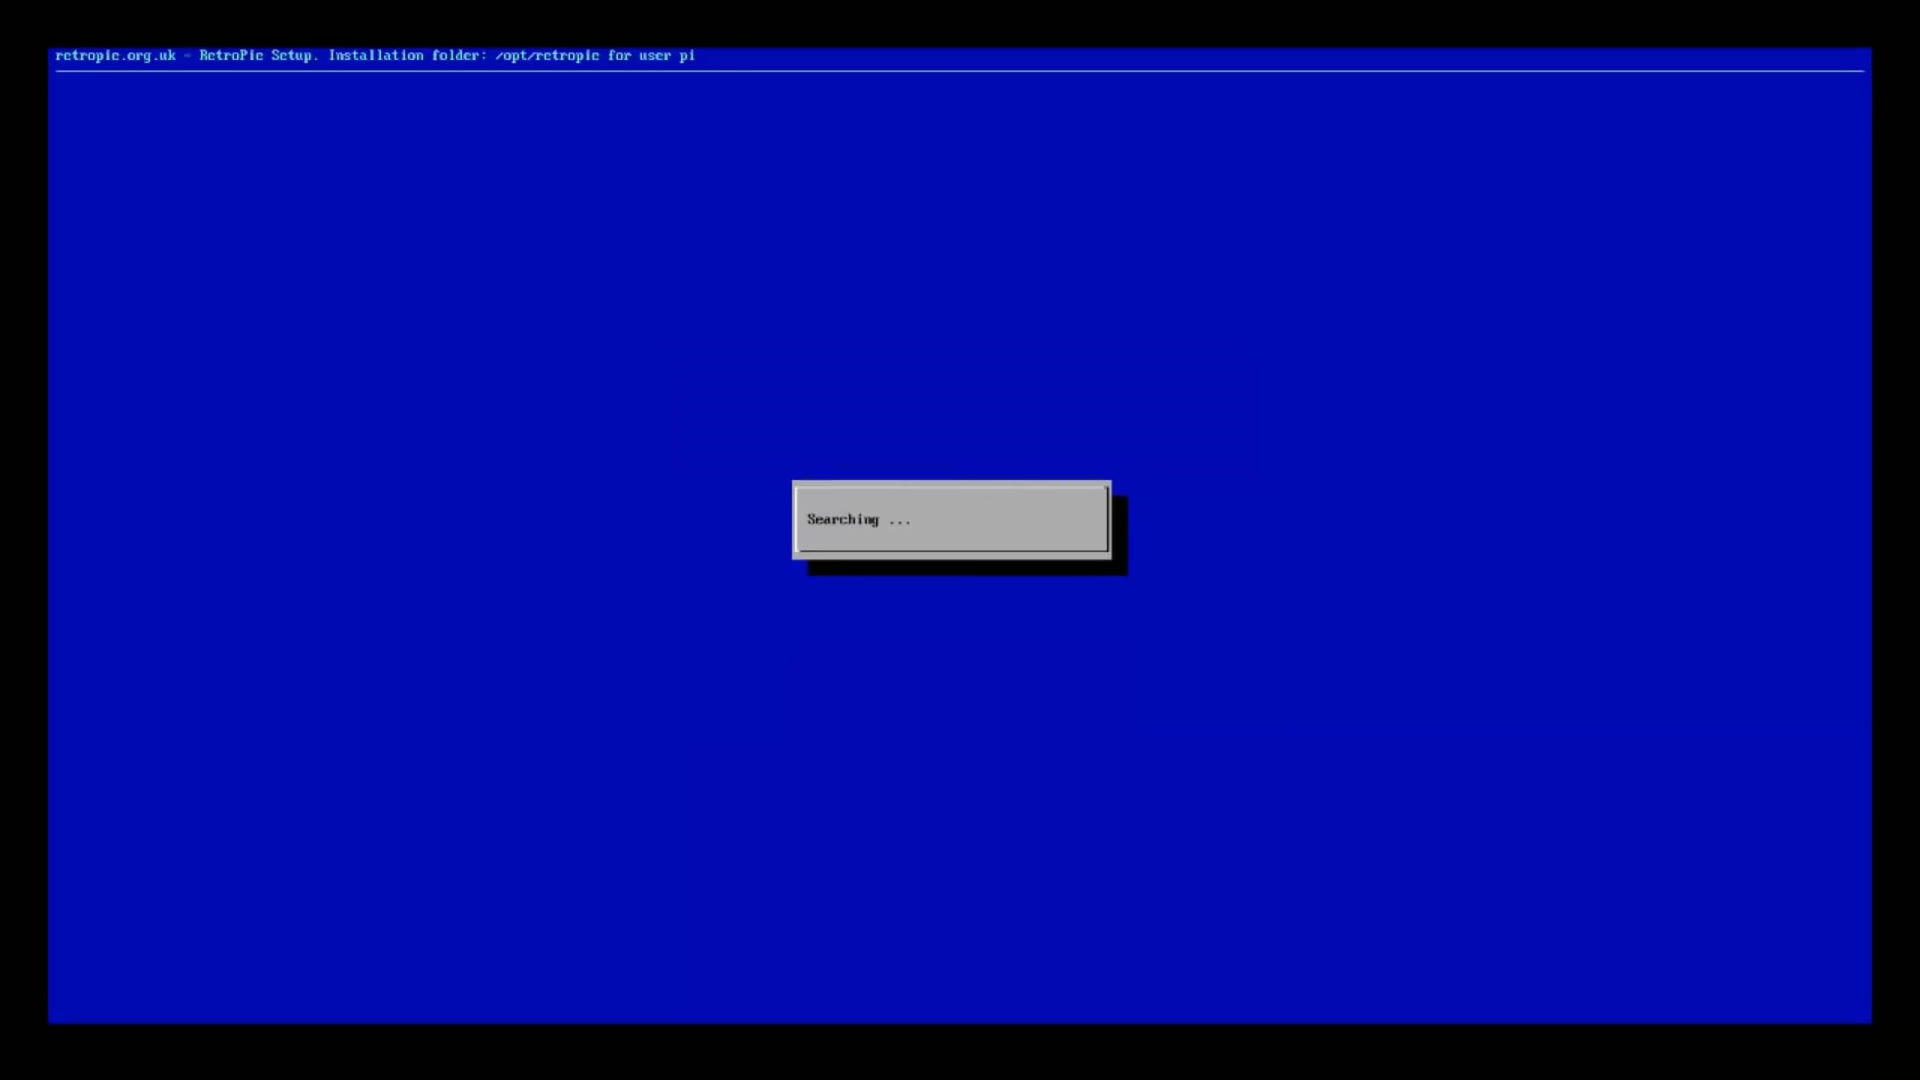 retropie.org.uk - RetroPie Setup. Installation folder: /opt/retropie for user pi
Searching ...